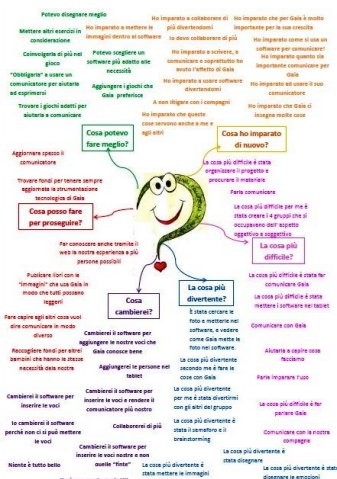 Potevo disegnare meglio
Mettere altri esercizi in
considerazione
Coinvolgerla di più nel
gioco
"Obbligarla" a usare un
comunicatore per aiutarla
ad esprimersi
Trovare i giochi adatti per
aiutarla a comunicare
Ho imparato a mettere le
immagini dentro al software
Potevo scegliere un
software più adatto alle
necessità
Aggiungere i giochi che
Gaia preferisce
Cosa potevo
fare meglio?
Ho imparato a collaborare di
più divertendomi
Io devo collaborare di più
Ho imparato a scrivere, a
comunicare e soprattutto ho
avuto l'affetto di Gaia
Ho imparato a usare software
divertendomi
A non litigare con i compagni
Ho imparato che queste
cose servono anche a me e
agli altri
Ho imparato che per Gaia è molto
importante per la sua crescita
Ho imparato come si usa un
software per comunicare!
Ho imparato quanto sia
importante comunicare per
Gaia
Ho imparato ad usare il suo
comunicatore
Ho imparato che Gaia ci
insegna molte cose
Cosa ho imparato
di nuovo?
Aggiornare spesso il
comunicatore
Trovare fondi per tenere sempre
aggiornata la strumentazione
tecnologica di Gaia
Cosa posso fare
per proseguire?
Far conoscere anche tramite il
web la nostra esperienza a più
persone possibili
Pubblicare libri con le
"immagini" che usa Gaia in
modo che tutti possano
leggerli
Fare capire agli altri cosa vuol
dire comunicare in modo
diverso
Raccogliere fondi per altri
bambini che hanno le stesse
necessità della nostra
La cosa più difficile è stata
organizzare il progetto e
procurare il materiale
Farla comunicare
La cosa più difficile per me è
stata creare i 4 gruppi che si
occupavano dell'aspetto
oggettivo e soggettivo
La cosa più
difficile?
La cosa più difficile è stata far
comunicare Gaia
La cosa più difficile è stata
mettere i software nel tablet
Comunicare con Gaia
Aiutarla a capire cosa
facciamo
Farla imparare l'uso
La cosa più difficile è far
parlare Gaia
Comunicare con la nostra
compagna
La cosa più difficile è stata
disegnare le emozioni
Cosa
cambierei?
Cambierei il software per
aggiungere le nostre voci che
Gaia conosce bene
Aggiungerei le persone nel
tablet
Cambierei il software per
inserire le voci e rendere il
comunicatore più nostro
Collaborerei di più
Cambierei il software per
inserire le voci nostre e non
quelle "finte"
Cambierei il software per
inserire le voci
Io cambierei il software
perché non ci si può mettere
le voci
Niente è tutto bello
La cosa più
divertente?
È stata cercare le
foto e metterle nel
software, e vedere
come Gaia mette le
foto nel software.
La cosa più divertente
secondo me è fare le
cose con Gaia
La cosa più divertente
per me è stata divertirmi
con gli altri del gruppo
La cosa più divertente è
stata il semaforo e il
brainstorming
La cosa più divertente è
stata disegnare
La cosa più divertente è
stata mettere le immagini